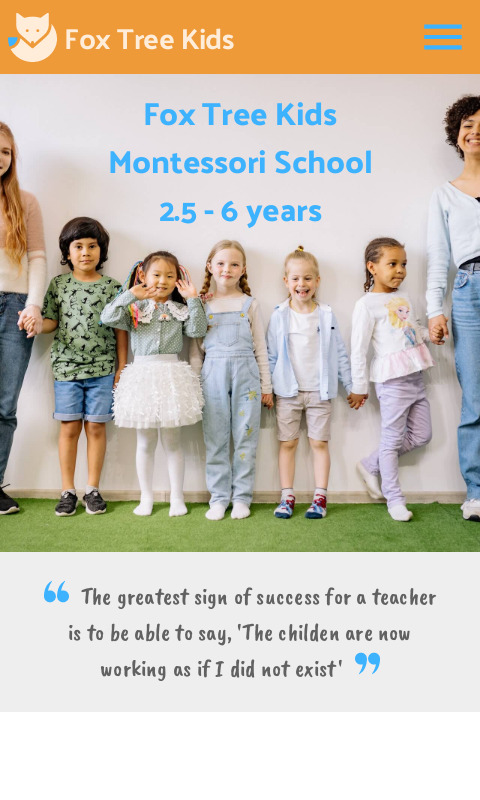 Fox Tree Kids
Fox Tree Kids
Montessori School
2.5 - 6 years
“ The greatest sign of success for a teacher
is to be able to say, 'The childen are now
working as if I did not exist' ”